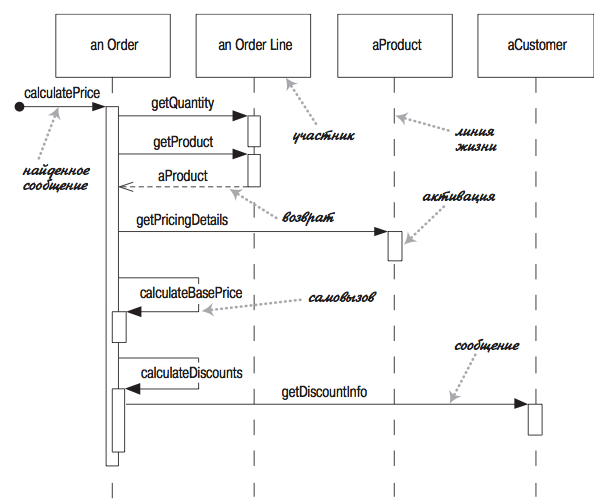 an Order
an Order Line
aProduct
aCustomer
calculatePrice
getQuantity
getProduct
aProduct
getPricingDetails
calculateBasePrice
calculateDiscounts
getDiscountInfo
найденное
сообщение
участник
линия
жизни
возврат
активация
самовызов
сообщение